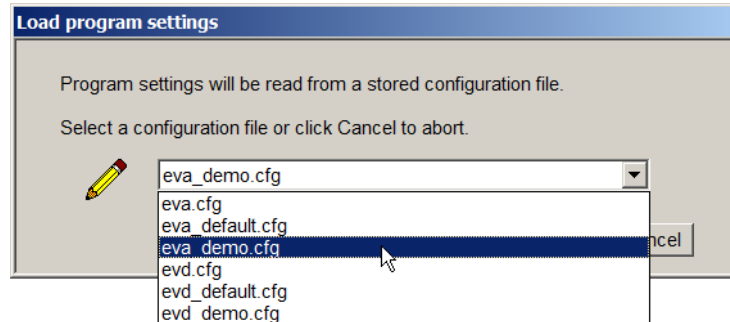 Load program settings
Program settings will be read from a stored configuration file.
Select a configuration file or click Cancel to abort.
eva_demo.cfg
eva.cfg
eva_default.cfg
eva_demo.cfg
ncel
evd.cfg
evd_default.cfg
evd_demo.cfg